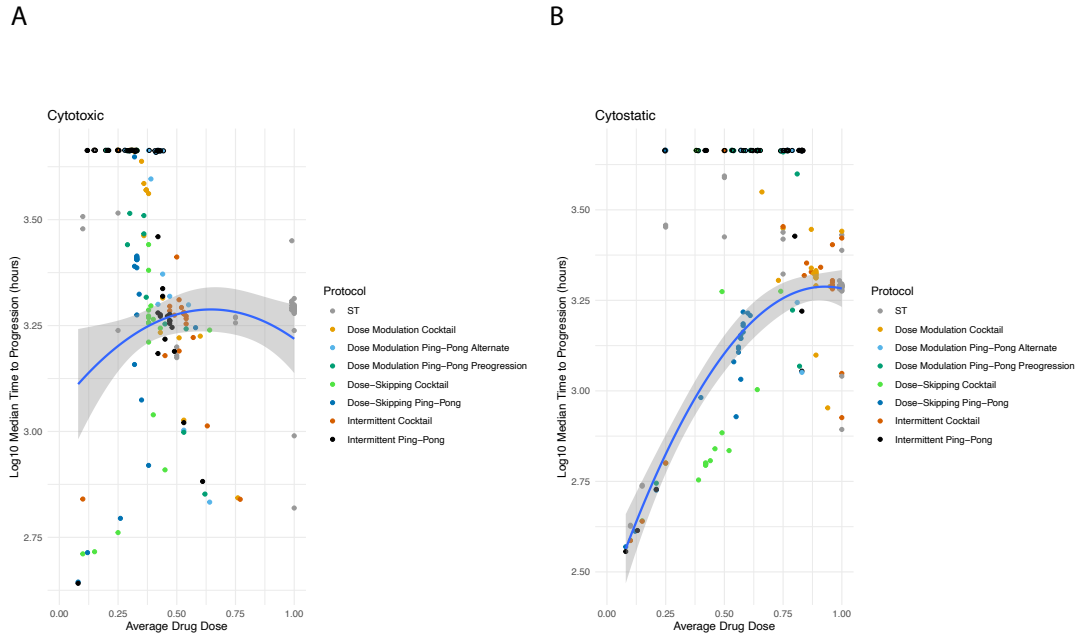 A
Cytotoxic
Log10 Median Time to Progression (hours)
3.50
3.25
3.00
2.75
0.00 0.25 0.50 0.75 1.00
Average Drug Dose
Protocol
ST
Dose Modulation Cocktail
Dose Modulation Ping-Pong Alternate
Dose Modulation Ping-Pong Preogression
Dose-Skipping Cocktail
Dose-Skipping Ping-Pong
Intermittent Cocktail
Intermittent Ping-Pong
B
Cytostatic
Log10 Median Time to Progression (hours)
3.50
3.25
3.00
2.75
2.50
0.00 0.25 0.50 0.75 1.00
Average Drug Dose
Protocol
ST
Dose Modulation Cocktail
Dose Modulation Ping-Pong Alternate
Dose Modulation Ping-Pong Preogression
Dose-Skipping Cocktail
Dose-Skipping Ping-Pong
Intermittent Cocktail
Intermittent Ping-Pong